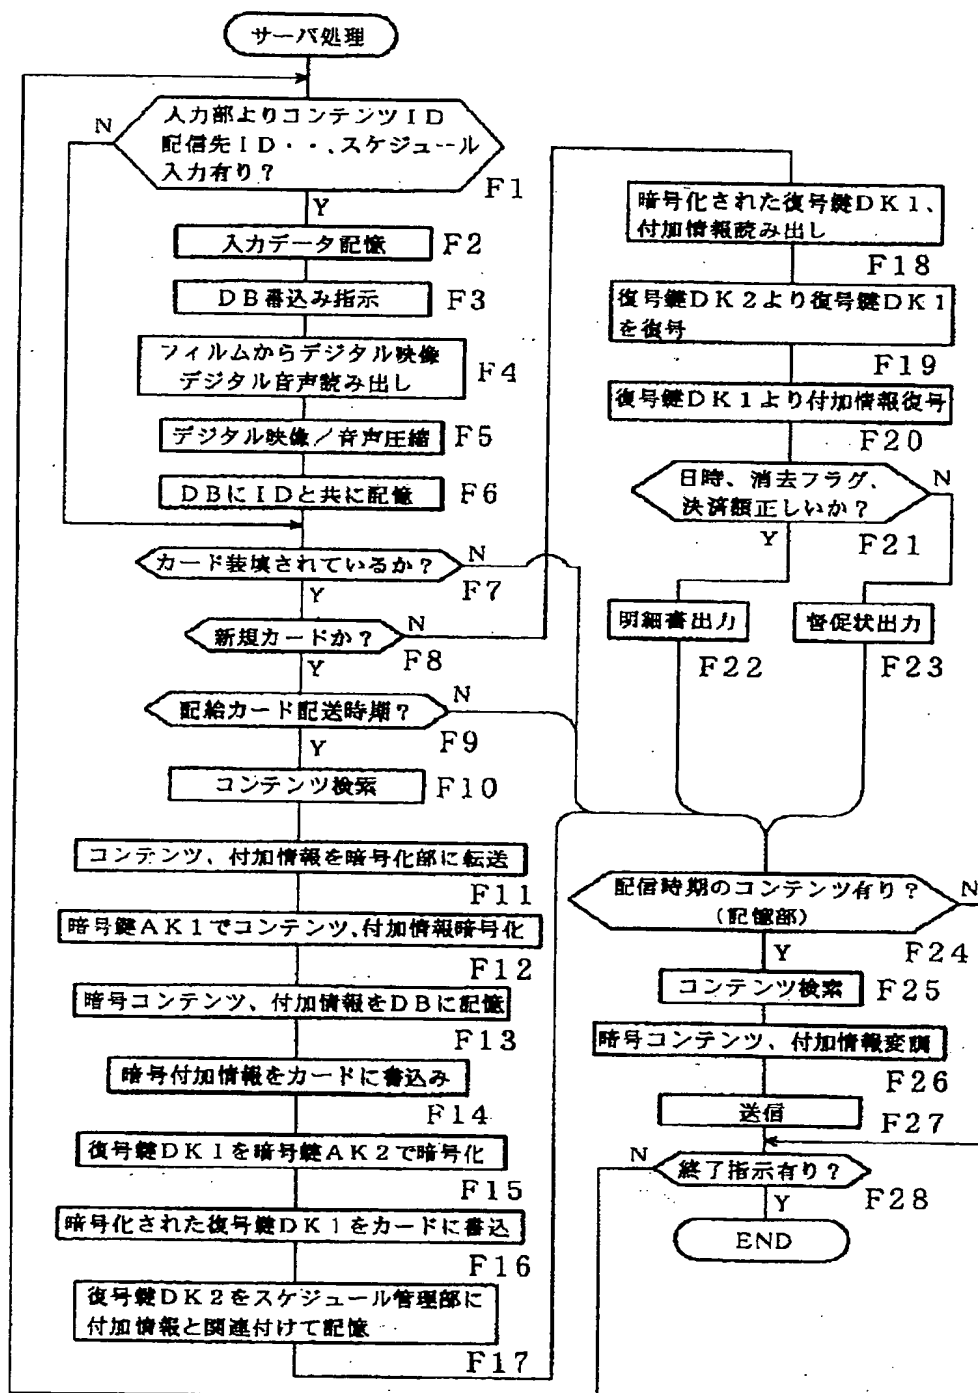 サーバ処理
入力部よりコンテンツID
配信先ID・・、スケジュール
入力有り？
N
F1
Y
入力データ記憶
F2
DB書込み指示
F3
フィルムからデジタル映像
デジタル音声読み出し
F4
デジタル映像／音声圧縮
F5
DBにIDと共に記憶
F6
カード装填されているか？
N
F7
Y
新規カードか？
N
F8
Y
配給カード配送時期？
N
F9
Y
コンテンツ検索
F10
コンテンツ、付加情報を暗号化部に転送
F11
暗号鍵AK1でコンテンツ、付加情報暗号化
F12
暗号コンテンツ、付加情報をDBに記憶
F13
暗号付加情報をカードに書込み
F14
復号鍵DK1を暗号鍵AK2で暗号化
F15
暗号化された復号鍵DK1をカードに書込
F16
復号鍵DK2をスケジュール管理部に
付加情報と関連付けて記憶
F17
暗号化された復号鍵DK1、
付加情報読み出し
F18
復号鍵DK2より復号鍵DK1
を復号
F19
復号鍵DK1より付加情報復号
F20
日時、消去フラグ、
決済額正しいか？
N
Y
F21
明細書出力
F22
督促状出力
F23
配信時期のコンテンツ有り？
(記憶部)
N
F24
Y
コンテンツ検索
F25
暗号コンテンツ、付加情報変調
F26
送信
F27
終了指示有り？
N
F28
Y
END